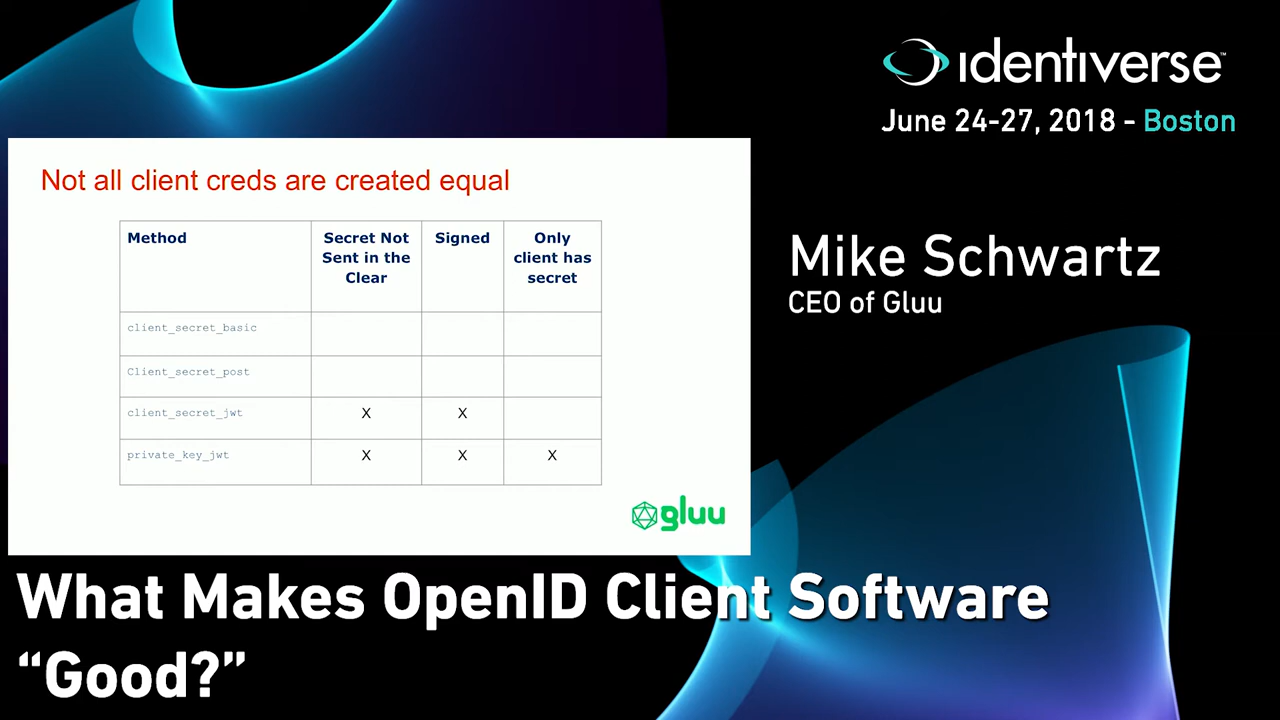 identiverse™
June 24-27, 2018 - Boston
Not all client creds are created equal
Method
Secret Not
Sent in the
Clear
Signed
Only
client has
secret
client_secret_basic
Client_secret_post
client_secret_jwt X X
private_key_jwt X X X
gluu
Mike Schwartz
CEO of Gluu
What Makes OpenID Client Software
“Good?”